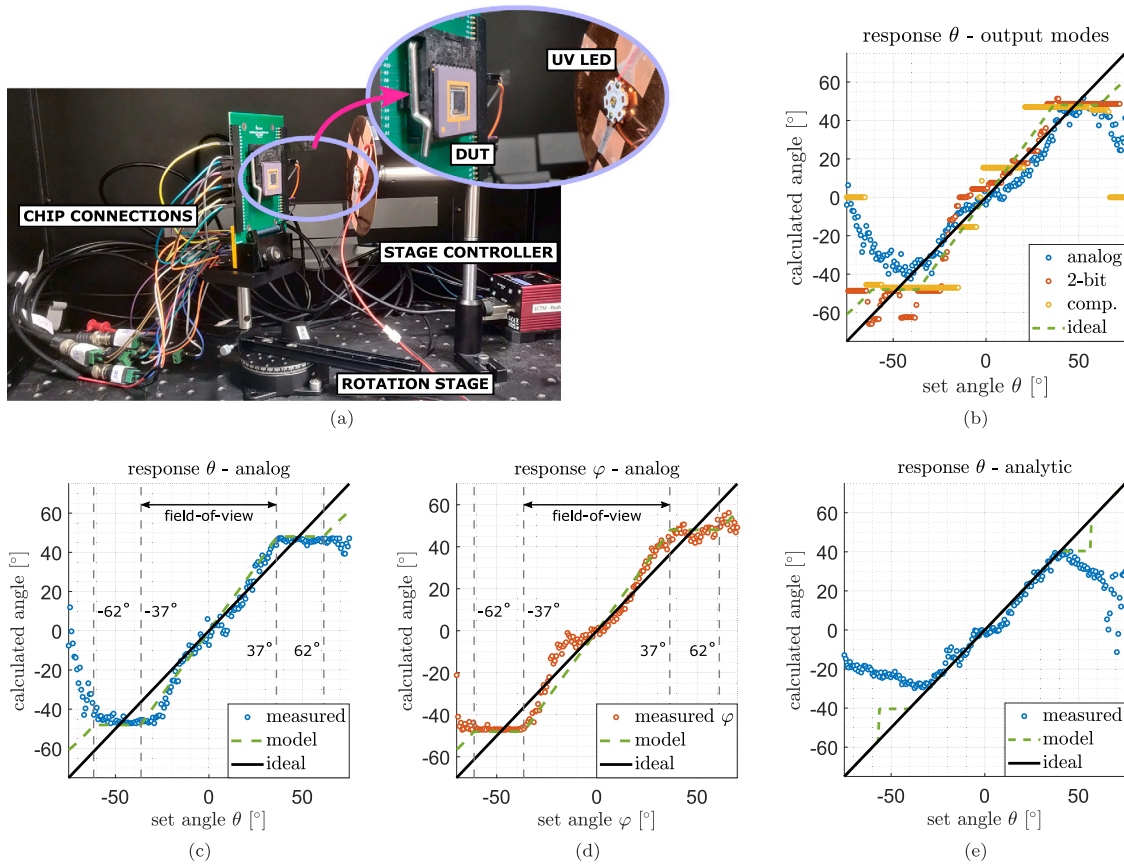 UV LED
DUT
CHIP CONNECTIONS
STAGE CONTROLLER
ROTATION STAGE
(a)
response θ - output modes
calculated angle [°]
60
40
20
0
-20
-40
-60
-50
0
50
set angle θ [°]
analog
2-bit
comp.
ideal
(b)
response θ - analog
field-of-view
calculated angle [°]
60
40
20
0
-20
-40
-60
-62°
-37°
37°
62°
measured
model
ideal
-50
0
50
set angle θ [°]
(c)
response φ - analog
field-of-view
calculated angle [°]
60
40
20
0
-20
-40
-60
-62°
-37°
37°
62°
measured φ
model
ideal
-50
0
50
set angle φ [°]
(d)
response θ - analytic
calculated angle [°]
60
40
20
0
-20
-40
-60
measured
model
ideal
-50
0
50
set angle θ [°]
(e)